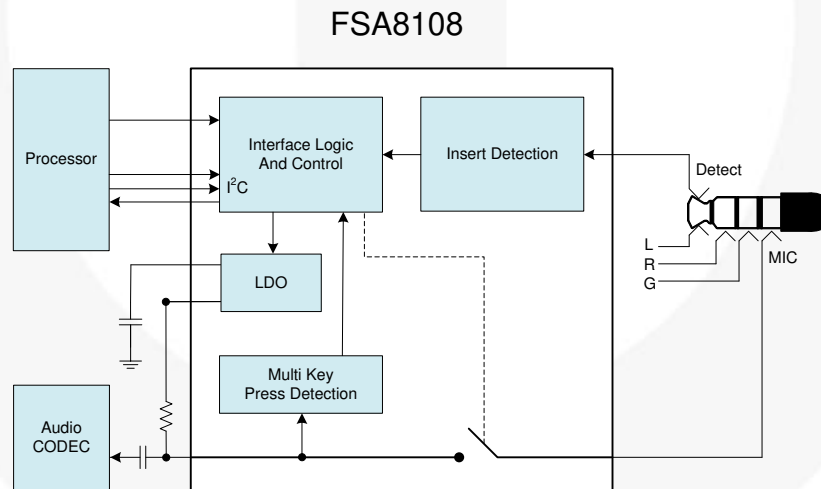 FSA8108
Processor
Interface Logic
And Control
I²C
Insert Detection
Detect
L
R
G
MIC
LDO
Multi Key
Press Detection
Audio
CODEC